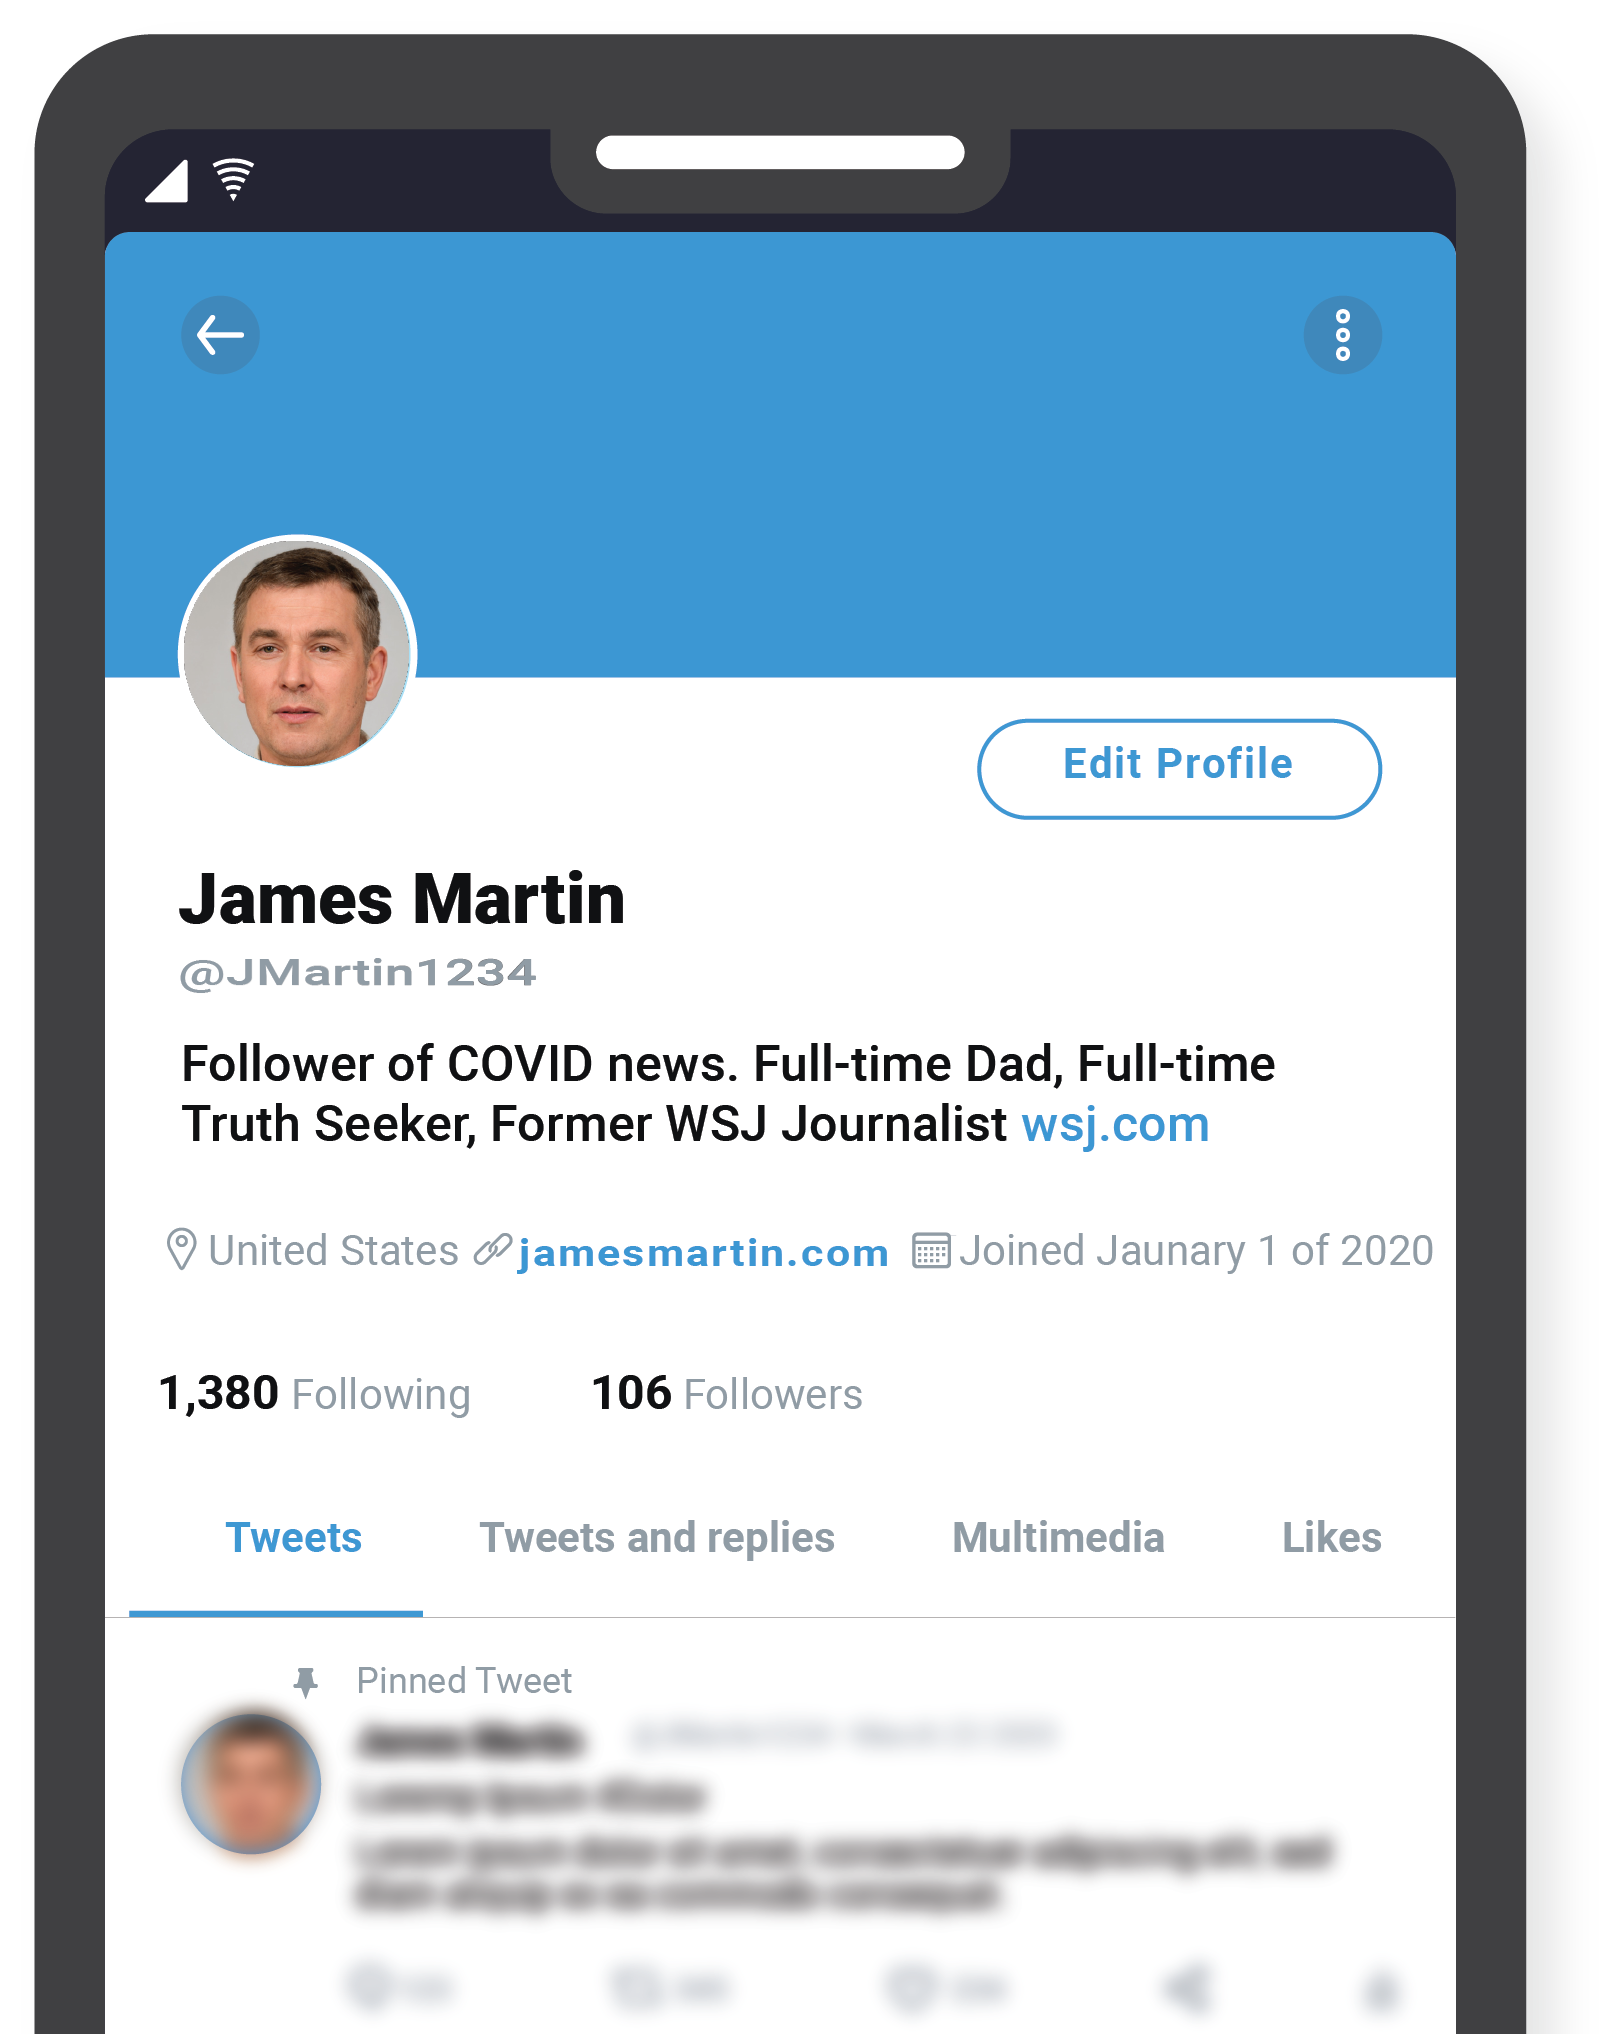 Edit Profile
James Martin
@JMartin1234
Follower of COVID news. Full-time Dad, Full-time
Truth Seeker, Former WSJ Journalist wsj.com
United States jamesmartin.com Joined Jaunary 1 of 2020
1,380 Following 106 Followers
Tweets Tweets and replies Multimedia Likes
Pinned Tweet
James Martin